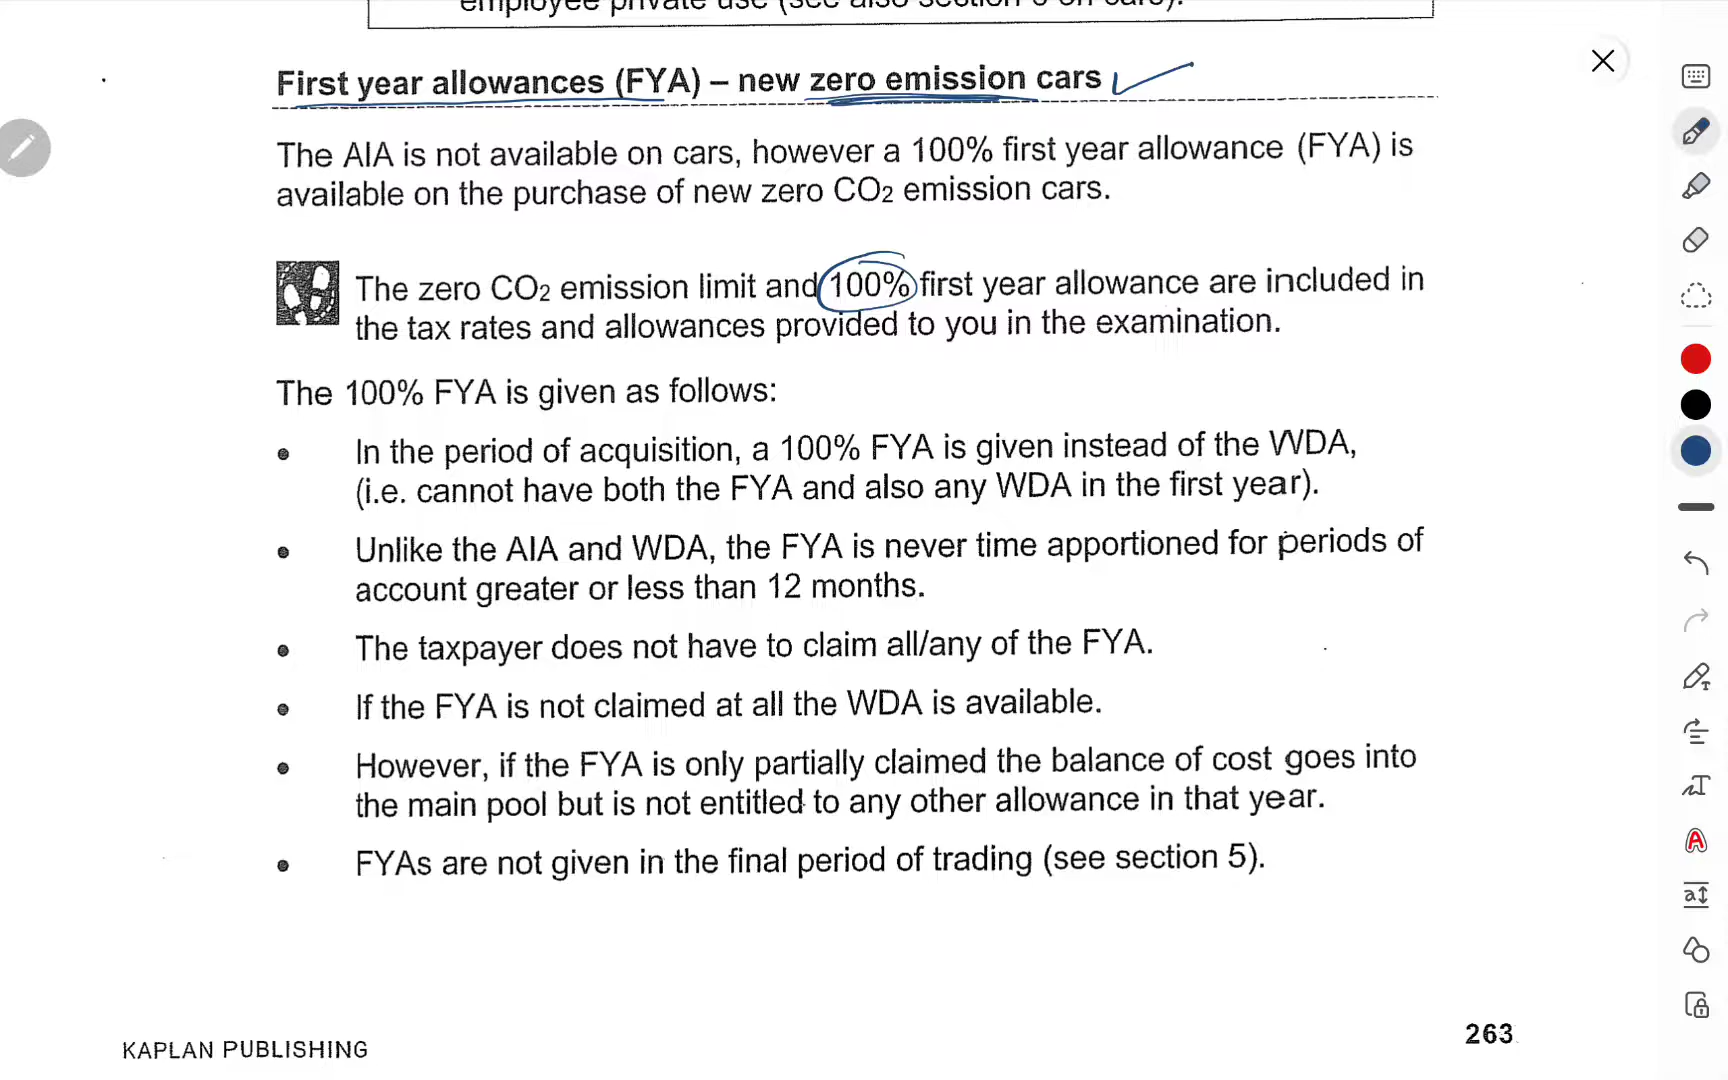 employee private use (see also section 6 on cars).
First year allowances (FYA) – new zero emission cars
The AIA is not available on cars, however a 100% first year allowance (FYA) is
available on the purchase of new zero CO2 emission cars.
The zero CO2 emission limit and 100% first year allowance are included in
the tax rates and allowances provided to you in the examination.
The 100% FYA is given as follows:
• In the period of acquisition, a 100% FYA is given instead of the WDA,
(i.e. cannot have both the FYA and also any WDA in the first year).
• Unlike the AIA and WDA, the FYA is never time apportioned for periods of
account greater or less than 12 months.
• The taxpayer does not have to claim all/any of the FYA.
• If the FYA is not claimed at all the WDA is available.
• However, if the FYA is only partially claimed the balance of cost goes into
the main pool but is not entitled to any other allowance in that year.
• FYAs are not given in the final period of trading (see section 5).
KAPLAN PUBLISHING
263